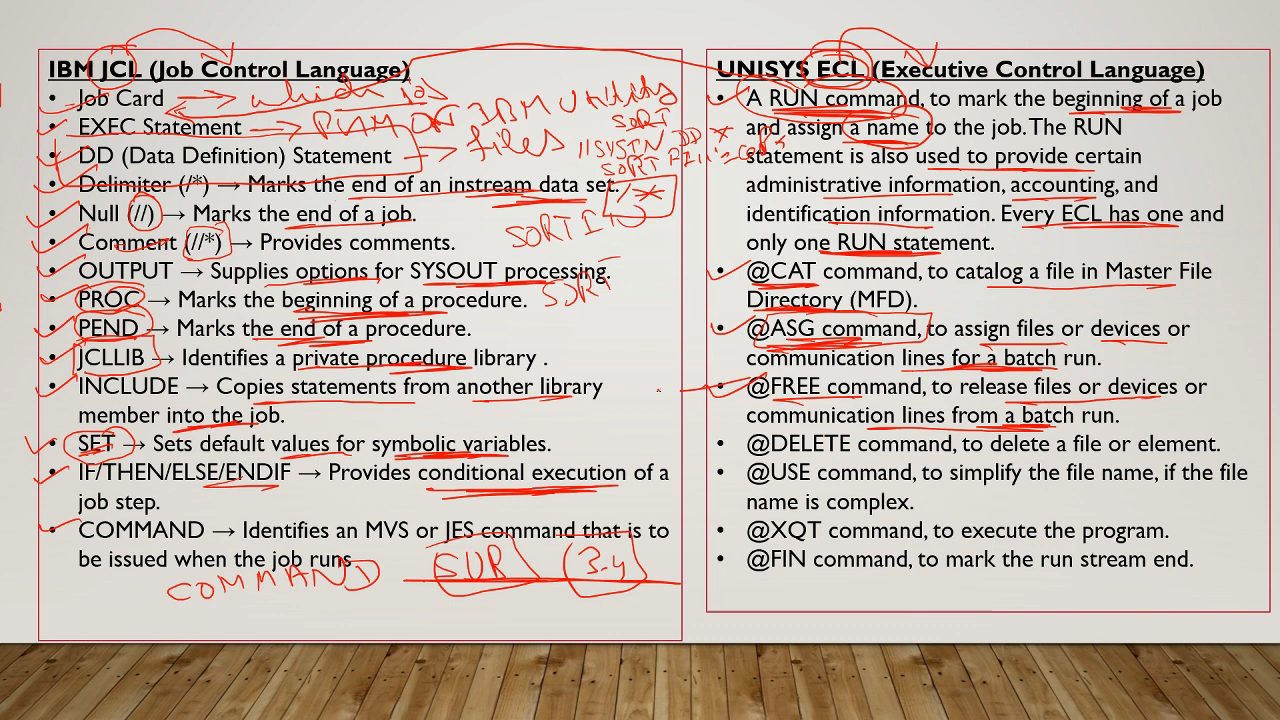 IBM JCL (Job Control Language)
• Job Card → which job
• EXEC Statement → PGM OR IBM Utility
SORT
• DD (Data Definition) Statement → files
//SYSIN DD *
SORT
• Delimiter (/*) → Marks the end of an instream data set.
/*
• Null (//) → Marks the end of a job.
SORTIN
• Comment (//*) → Provides comments.
• OUTPUT → Supplies options for SYSOUT processing.
SORT
• PROC → Marks the beginning of a procedure.
• PEND → Marks the end of a procedure.
• JCLLIB → Identifies a private procedure library .
• INCLUDE → Copies statements from another library
member into the job.
• SET → Sets default values for symbolic variables.
• IF/THEN/ELSE/ENDIF → Provides conditional execution of a
job step.
• COMMAND → Identifies an MVS or JES command that is to
be issued when the job runs
COMMAND SUR (3.4)
UNISYS ECL (Executive Control Language)
• A RUN command, to mark the beginning of a job
and assign a name to the job. The RUN
statement is also used to provide certain
administrative information, accounting, and
identification information. Every ECL has one and
only one RUN statement.
• @CAT command, to catalog a file in Master File
Directory (MFD).
• @ASG command, to assign files or devices or
communication lines for a batch run.
• @FREE command, to release files or devices or
communication lines from a batch run.
• @DELETE command, to delete a file or element.
• @USE command, to simplify the file name, if the file
name is complex.
• @XQT command, to execute the program.
• @FIN command, to mark the run stream end.